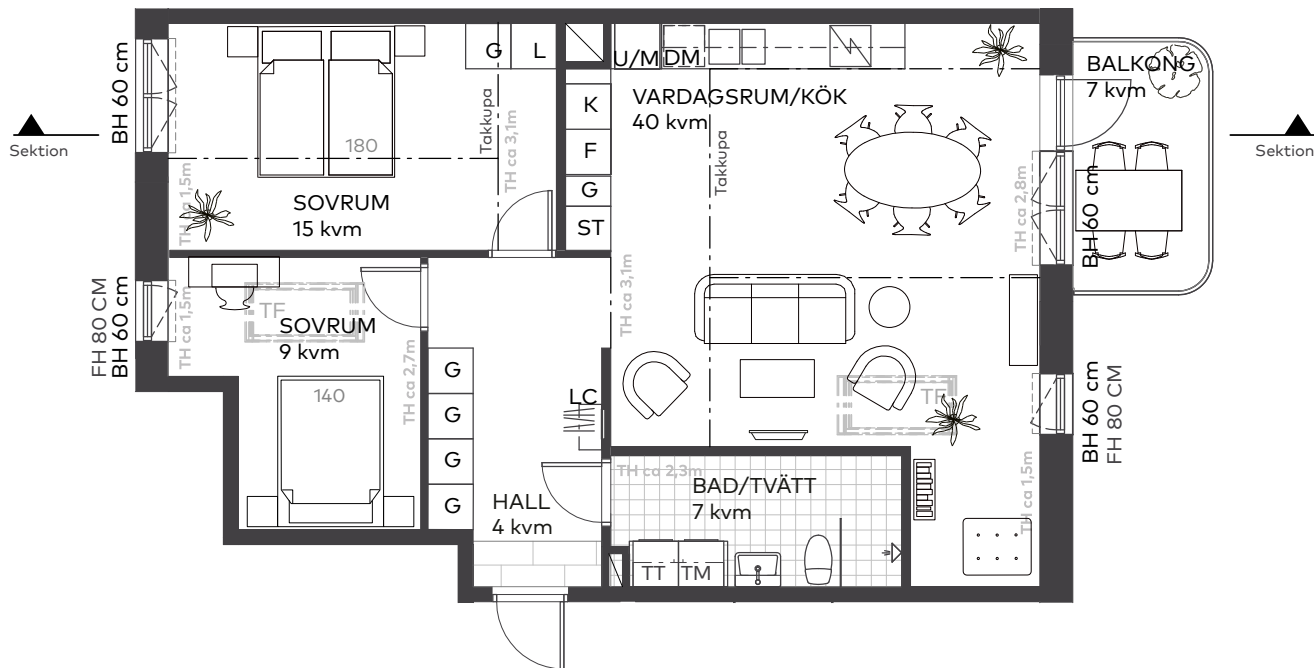 G
L
U/M
DM
BH 60 cm
VARDAGSRUM/KÖK
40 kvm
BALKONG
7 kvm
K
F
G
ST
Takkupa
TH ca 3,1m
Takkupa
180
Sektion
Sektion
TH ca 1,5m
SOVRUM
15 kvm
TH ca 2,8m
BH 60 cm
FH 80 CM
BH 60 cm
TH ca 1,5m
TF
SOVRUM
9 kvm
TH ca 2,7m
TH ca 3,1m
140
G
G
G
G
LC
TF
BH 60 cm
FH 80 CM
HALL
4 kvm
TH ca 2,3m
BAD/TVÄTT
7 kvm
TH ca 1,5m
TT
TM